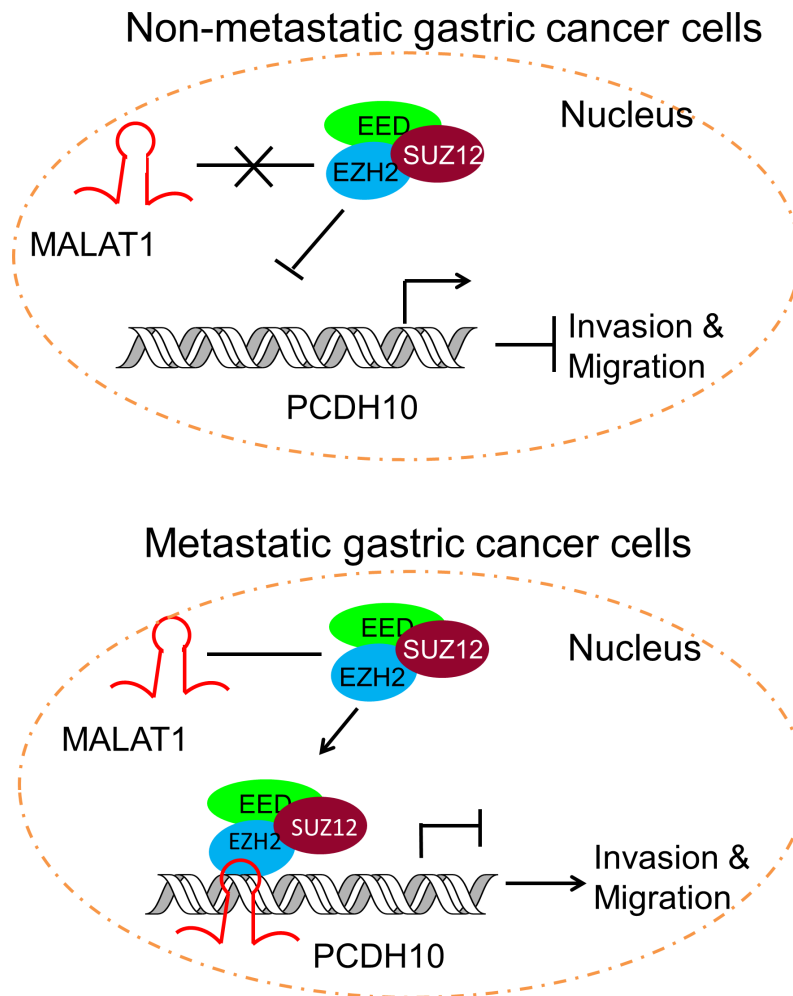 Non-metastatic gastric cancer cells
Nucleus
EED
SUZ12
EZH2
MALAT1
Invasion &
Migration
PCDH10
Metastatic gastric cancer cells
EED
SUZ12
Nucleus
EZH2
MALAT1
EED
SUZ12
EZH2
Invasion &
Migration
PCDH10